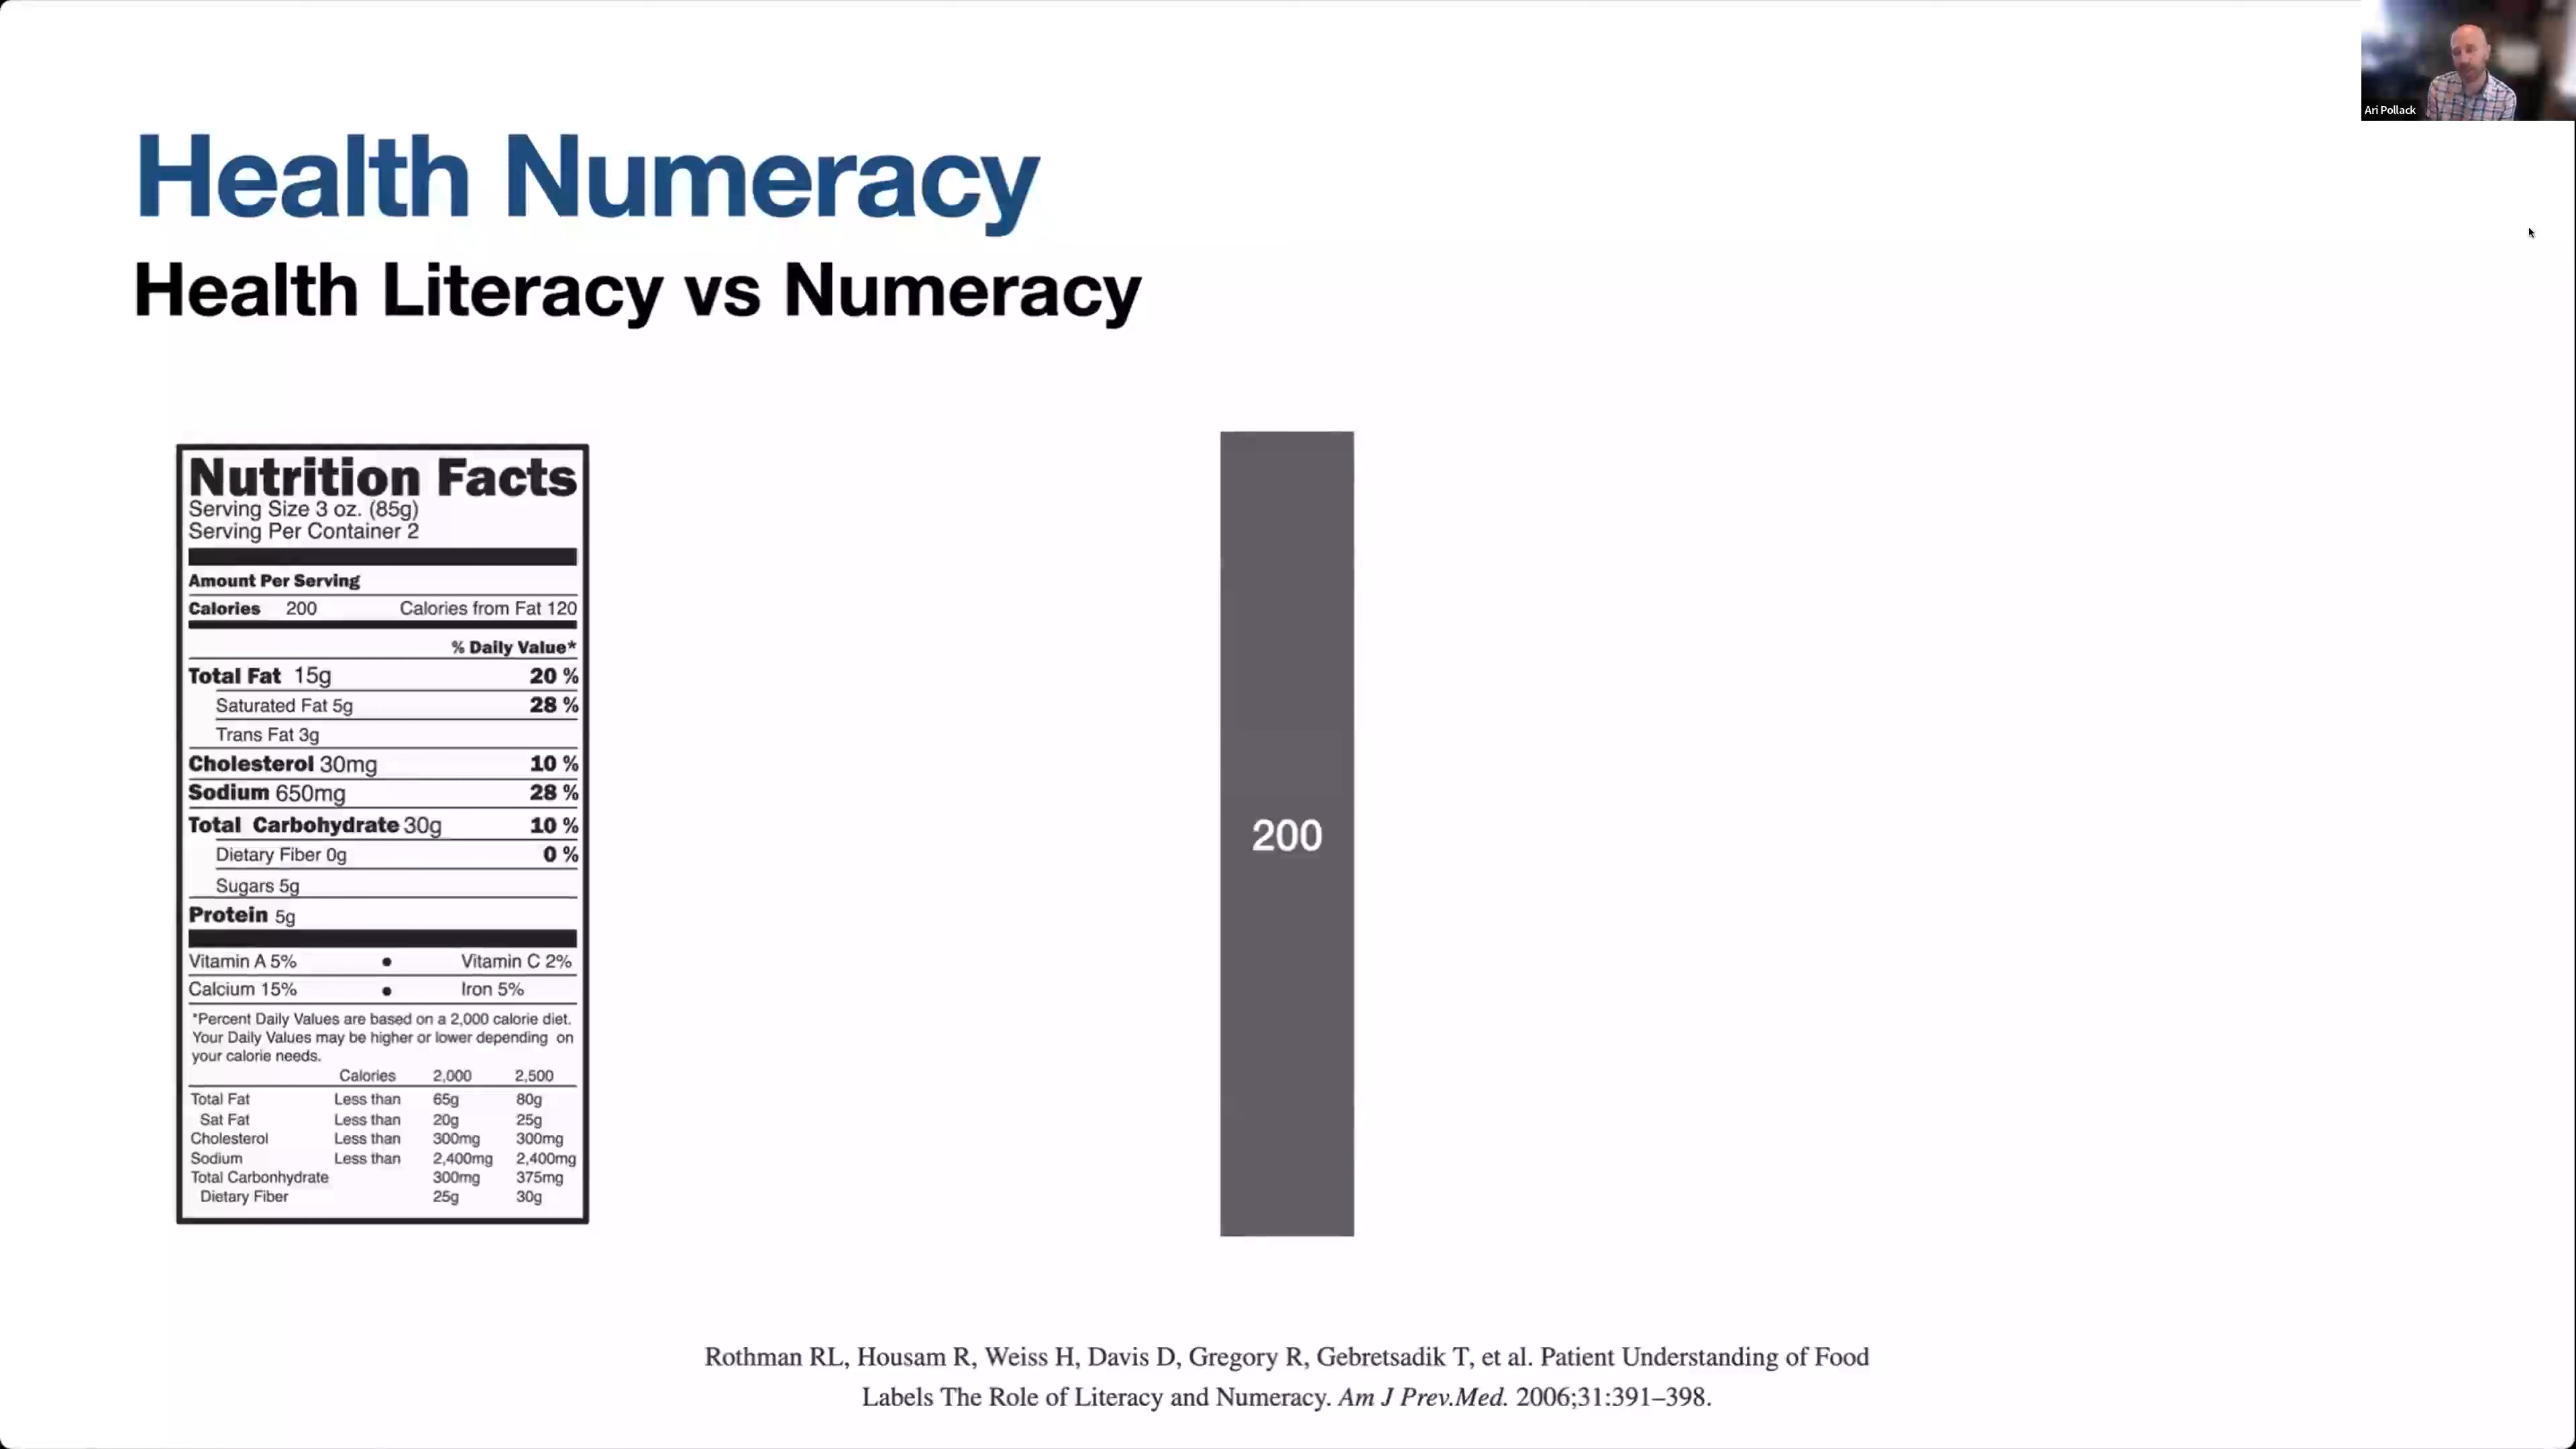 Ari Pollack
Health Numeracy
Health Literacy vs Numeracy
Nutrition Facts
Serving Size 3 oz. (85g)
Serving Per Container 2
Amount Per Serving
Calories 200 Calories from Fat 120
% Daily Value*
Total Fat 15g 20 %
Saturated Fat 5g 28 %
Trans Fat 3g
Cholesterol 30mg 10 %
Sodium 650mg 28 %
Total Carbohydrate 30g 10 %
Dietary Fiber 0g 0 %
Sugars 5g
Protein 5g
Vitamin A 5% • Vitamin C 2%
Calcium 15% • Iron 5%
*Percent Daily Values are based on a 2,000 calorie diet.
Your Daily Values may be higher or lower depending on
your calorie needs.
Calories 2,000 2,500
Total Fat Less than 65g 80g
Sat Fat Less than 20g 25g
Cholesterol Less than 300mg 300mg
Sodium Less than 2,400mg 2,400mg
Total Carbonhydrate 300mg 375mg
Dietary Fiber 25g 30g
200
Rothman RL, Housam R, Weiss H, Davis D, Gregory R, Gebretsadik T, et al. Patient Understanding of Food
Labels The Role of Literacy and Numeracy. Am J Prev.Med. 2006;31:391–398.